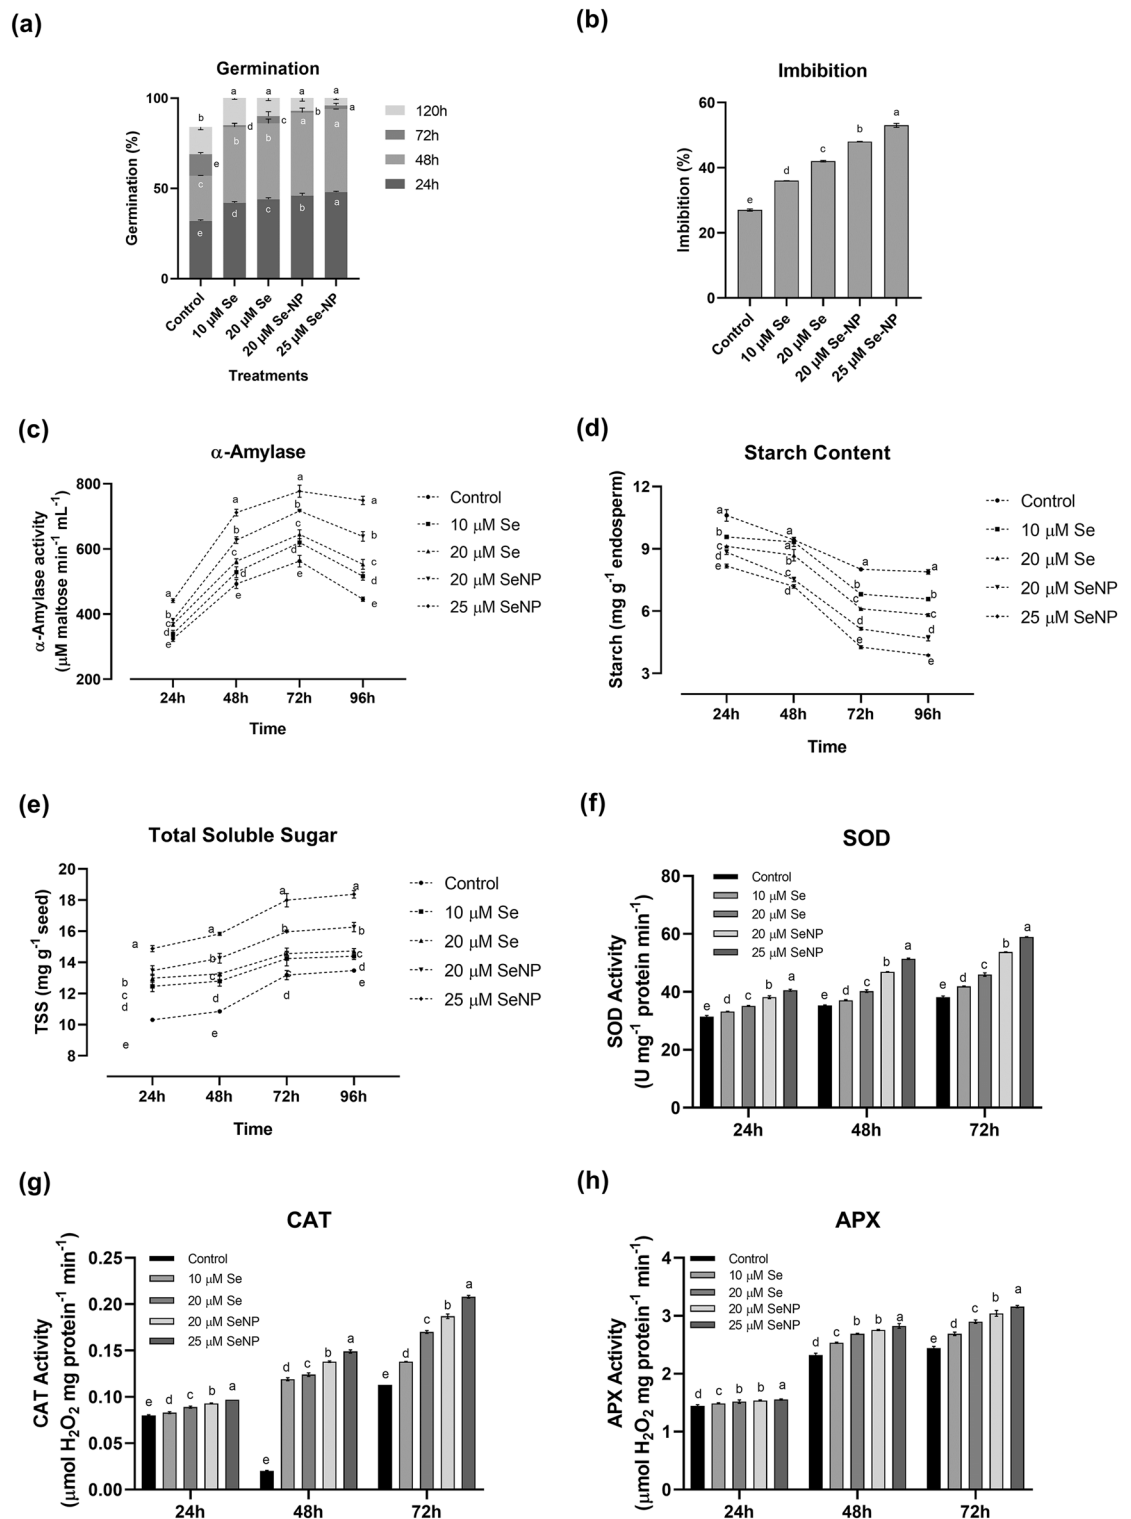 (a)
Germination
Germination (%)
100
50
0
b a a a a
d c b a
e
b b a a
c
d c b a
e
120h
72h
48h
24h
Control
10 μM Se
20 μM Se
20 μM Se-NP
25 μM Se-NP
Treatments
(b)
Imbibition
Imbibition (%)
60
40
20
0
e d c b a
Control
10 μM Se
20 μM Se
20 μM Se-NP
25 μM Se-NP
(c)
α-Amylase
α-Amylase activity
(μM maltose min-1 mL-1)
800
600
400
200
a b c d e
a b c d e
a b c d e
a b c d e
24h 48h 72h 96h
Time
Control
10 μM Se
20 μM Se
20 μM SeNP
25 μM SeNP
(d)
Starch Content
Starch (mg g-1 endosperm)
12
9
6
3
a b c d e
a a b c d
a b c d e
a b c d e
24h 48h 72h 96h
Time
Control
10 μM Se
20 μM Se
20 μM SeNP
25 μM SeNP
(e)
Total Soluble Sugar
TSS (mg g-1 seed)
20
18
16
14
12
10
8
a b c d e
a b c d e
a b c d
a b c d e
24h 48h 72h 96h
Time
Control
10 μM Se
20 μM Se
20 μM SeNP
25 μM SeNP
(f)
SOD
SOD Activity
(U mg-1 protein min-1)
80
60
40
20
0
Control
10 μM Se
20 μM Se
20 μM SeNP
25 μM SeNP
e d c b a
e d c b a
e d c b a
24h 48h 72h
(g)
CAT
CAT Activity
(μmol H2O2 mg protein-1 min-1)
0.25
0.20
0.15
0.10
0.05
0.00
Control
10 μM Se
20 μM Se
20 μM SeNP
25 μM SeNP
e d c b a
e d c b a
e d c b a
24h 48h 72h
(h)
APX
APX Activity
(μmol H2O2 mg protein-1 min-1)
4
3
2
1
0
Control
10 μM Se
20 μM Se
20 μM SeNP
25 μM SeNP
d c b b a
d c b b a
e d c b a
24h 48h 72h